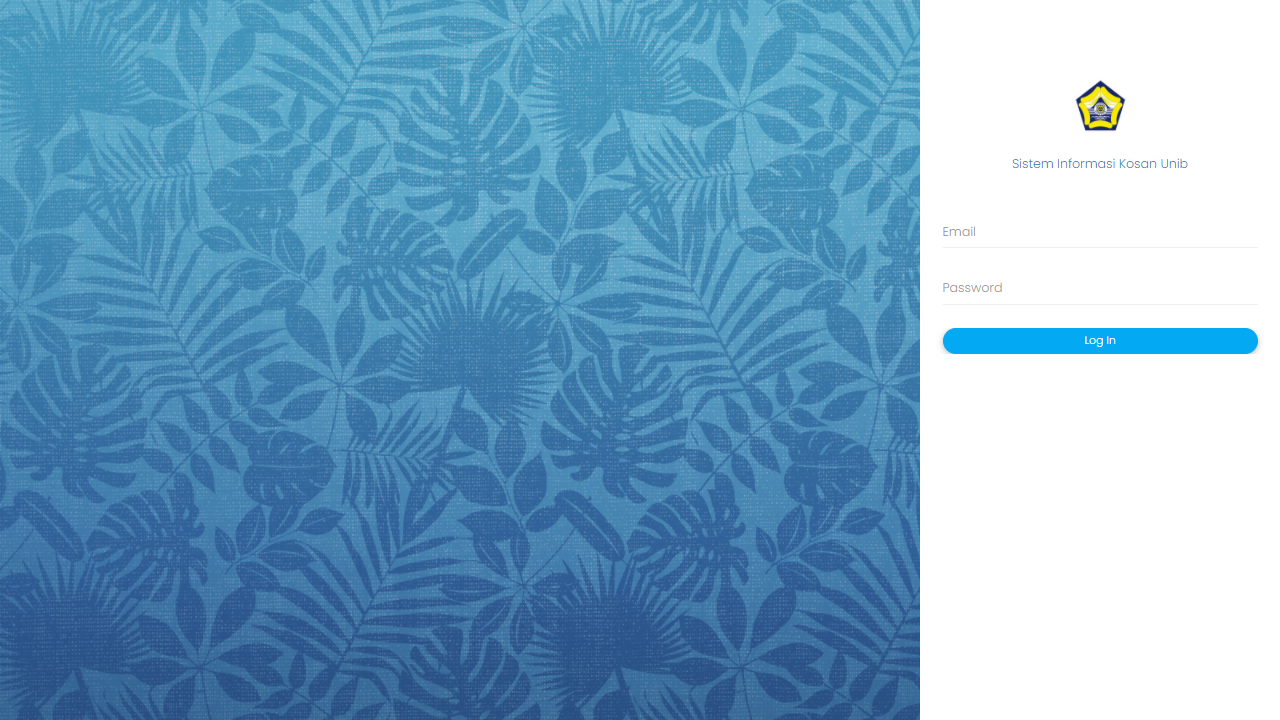 Sistem Informasi Kosan Unib
Email
Password
Log In